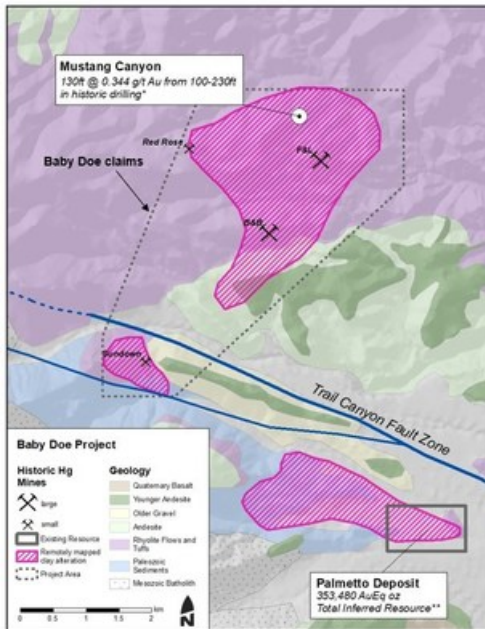 Mustang Canyon
130ft @ 0.344 g/t Au from 100-230ft
in historic drilling*
Red Rose
F&L
Baby Doe claims
B&B
Sundown
Trail Canyon Fault Zone
Baby Doe Project
Historic Hg
Mines
large
small
Existing Resource
Remotely mapped
clay alteration
Project Area
Geology
Quaternary Basalt
Younger Andesite
Older Gravel
Andesite
Rhyolite Flows and
Tuffs
Paleozoic
Sediments
Mesozoic Batholith
0 0.5 1 2 km
N
Palmetto Deposit
353,480 AuEq oz
Total Inferred Resource**